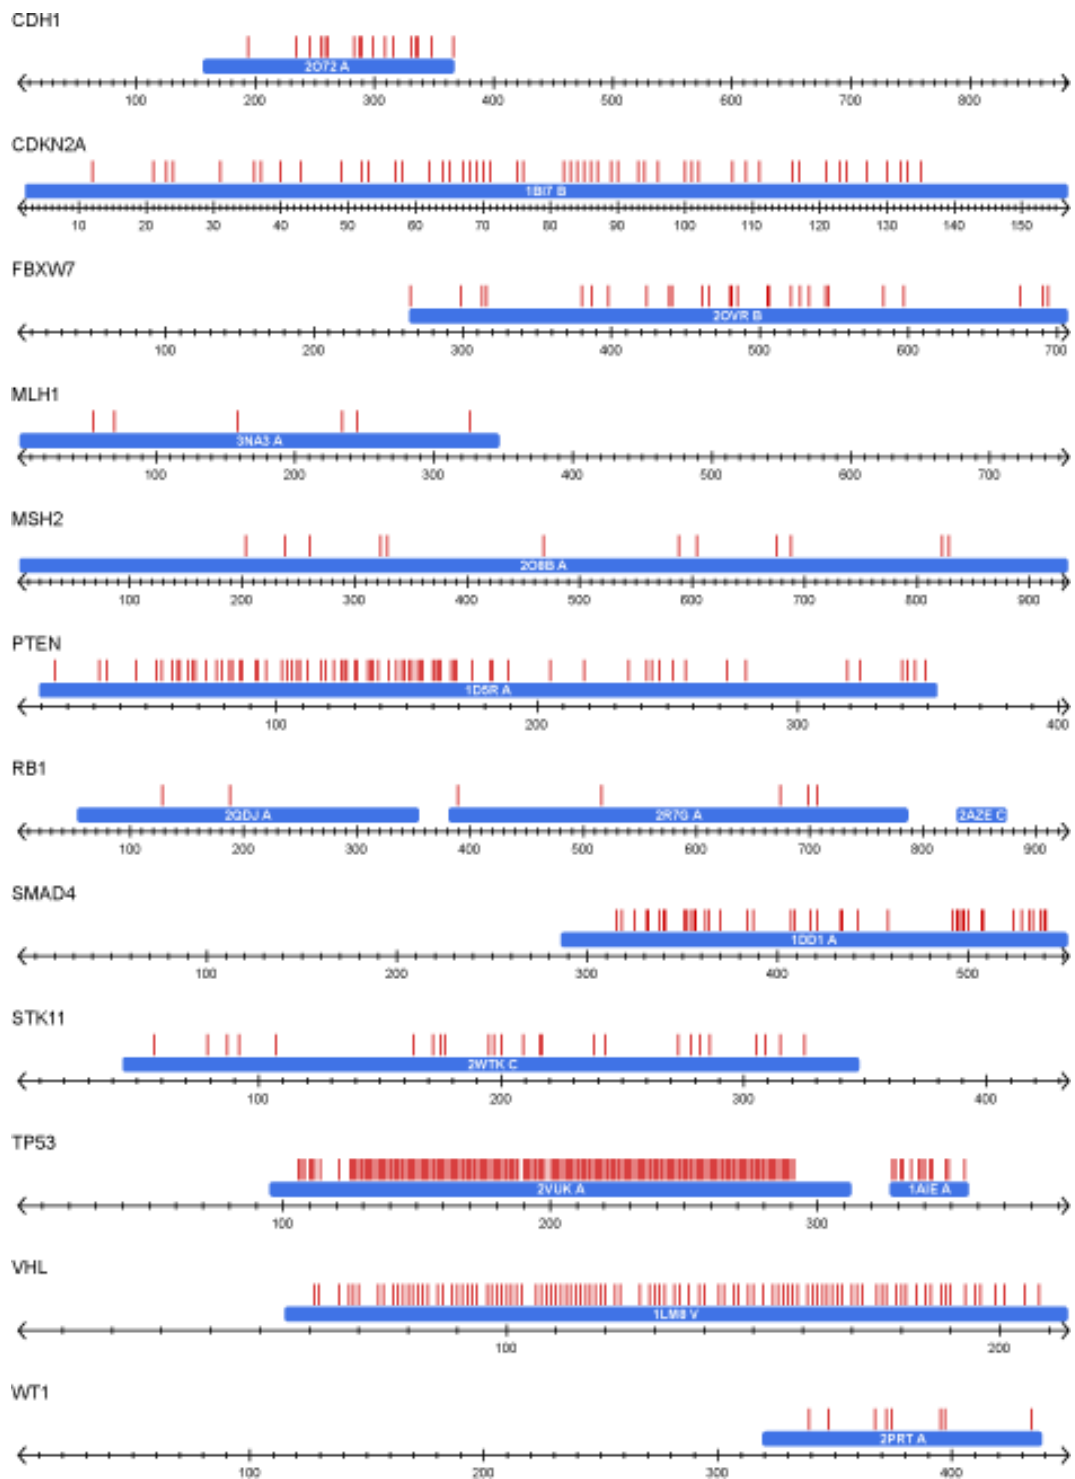 CDH1
2O72 A
100 200 300 400 500 600 700 800
CDKN2A
1BI7 B
10 20 30 40 50 60 70 80 90 100 110 120 130 140 150
FBXW7
2OVR B
100 200 300 400 500 600 700
MLH1
3NA3 A
100 200 300 400 500 600 700
MSH2
2O8B A
100 200 300 400 500 600 700 800 900
PTEN
1D5R A
100 200 300 400
RB1
2QDJ A 2R7G A 2AZE C
100 200 300 400 500 600 700 800 900
SMAD4
1DD1 A
100 200 300 400 500
STK11
2WTK C
100 200 300 400
TP53
2VUK A 1AIE A
100 200 300
VHL
1LM8 V
100 200
WT1
2PRT A
100 200 300 400